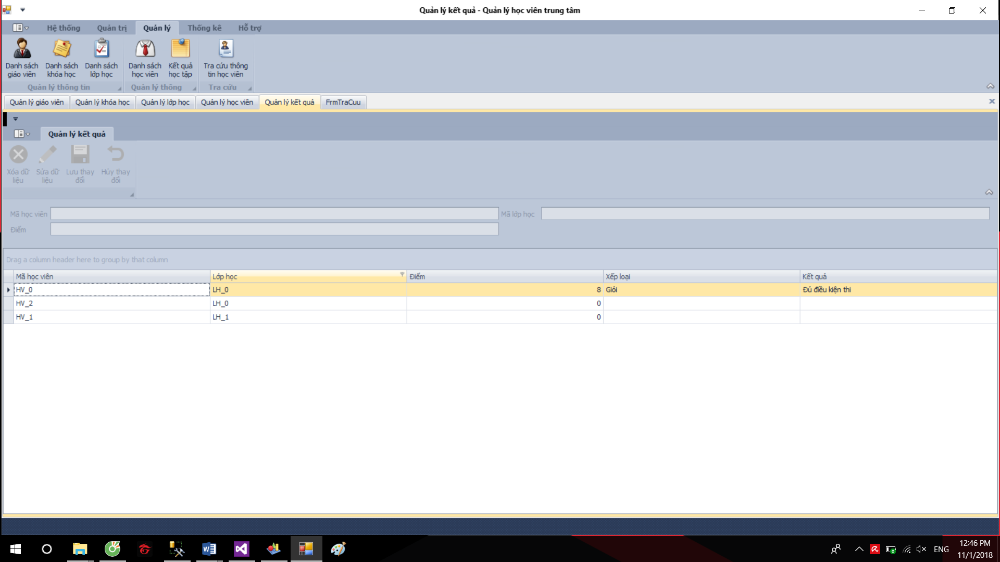 Quản lý kết quả - Quản lý học viên trung tâm
Hệ thống Quản trị Quản lý Thống kê Hỗ trợ
Danh sách giáo viên
Danh sách khóa học
Danh sách lớp học
Danh sách học viên
Kết quả học tập
Tra cứu thông tin học viên
Quản lý thông tin Quản lý thông Tra cứu
Quản lý giáo viên Quản lý khóa học Quản lý lớp học Quản lý học viên Quản lý kết quả FrmTraCuu
Quản lý kết quả
Xóa dữ liệu
Sửa dữ liệu
Lưu thay đổi
Hủy thay đổi
Mã học viên Mã lớp học
Điểm
Drag a column header here to group by that column
Mã học viên Lớp học Điểm Xếp loại Kết quả
HV_0 LH_0 8 Giỏi Đủ điều kiện thi
HV_2 LH_0 0
HV_1 LH_1 0
ENG
12:46 PM
11/1/2018